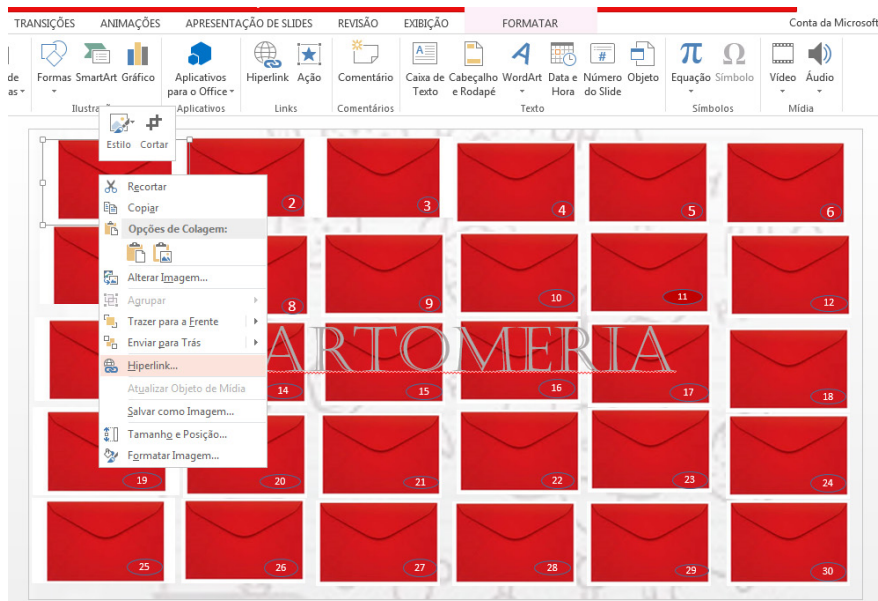 TRANSIÇÕES ANIMAÇÕES APRESENTAÇÃO DE SLIDES REVISÃO EXIBIÇÃO FORMATAR Conta da Microsoft
de Formas SmartArt Gráfico Aplicativos Hiperlink Ação Comentário Caixa de Cabeçalho WordArt Data e Número Objeto Equação Símbolo Vídeo Áudio
as para o Office Texto e Rodapé Hora do Slide
Aplicativos Links Comentários Texto Símbolos Mídia
Estilo Cortar
Recortar
Copiar
Opções de Colagem:
Alterar Imagem...
Agrupar
Trazer para a Frente
Enviar para Trás
Hiperlink...
Atualizar Objeto de Mídia
Salvar como Imagem...
Tamanho e Posição...
Formatar Imagem...
2 3 4 5 6
8 9 10 11 12
ARTOMERIA
14 15 16 17 18
19 20 21 22 23 24
25 26 27 28 29 30